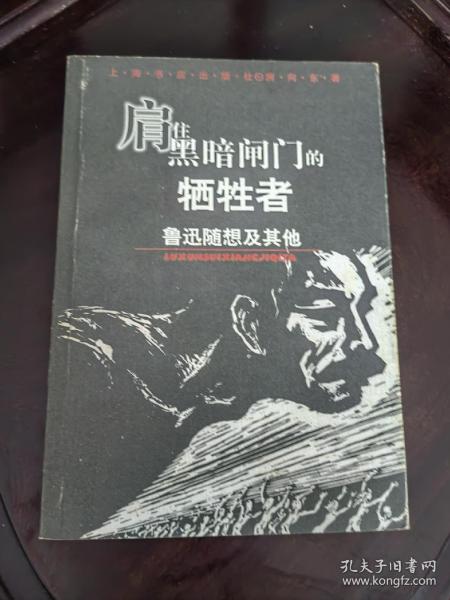 上·海·书·店·出·版·社◎房·向·东·著
肩住
黑暗闸门的
牺牲者
鲁迅随想及其他
LUXUNSUIXIANGJIQITA
孔夫子旧书网
www.kongfz.com